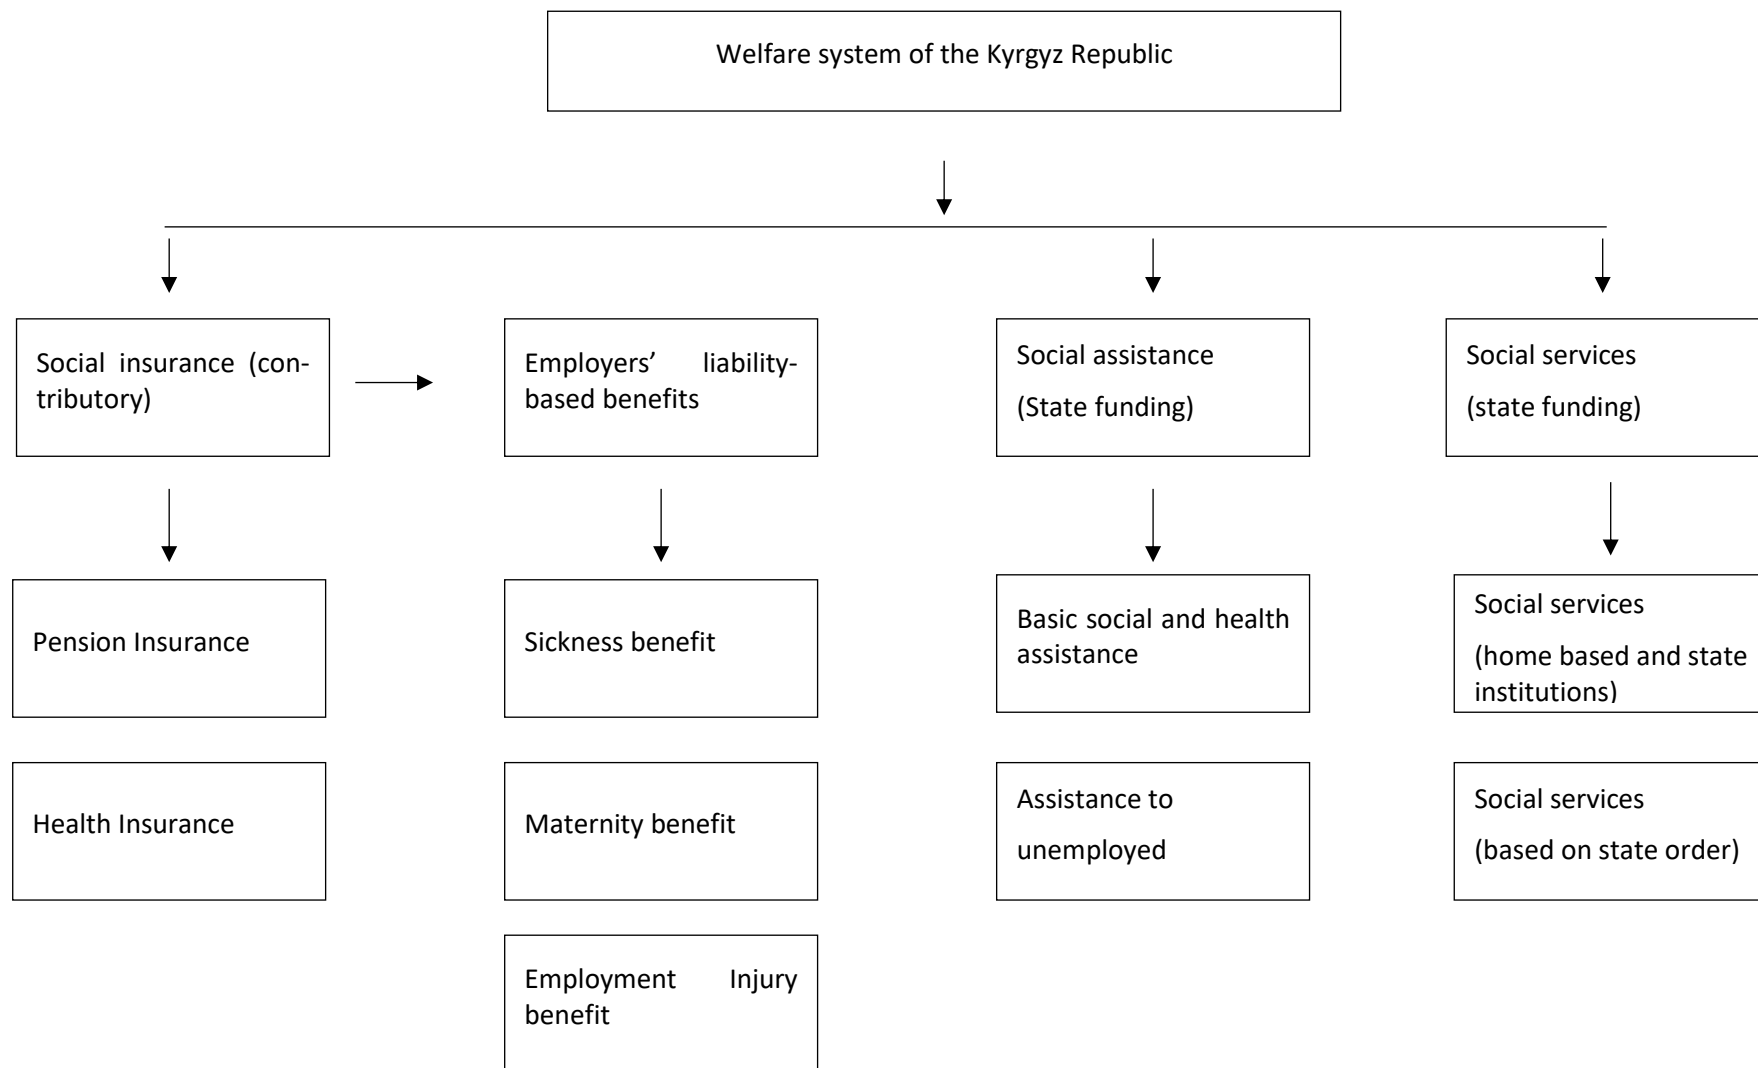 Welfare system of the Kyrgyz Republic
Social insurance (con-
tributory)
Employers’ liability-
based benefits
Social assistance
(State funding)
Social services
(state funding)
Pension Insurance
Sickness benefit
Basic social and health
assistance
Social services
(home based and state
institutions)
Health Insurance
Maternity benefit
Assistance to
unemployed
Social services
(based on state order)
Employment Injury
benefit